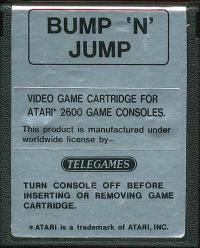 BUMP 'N'
JUMP
VIDEO GAME CARTRIDGE FOR
ATARI* 2600 GAME CONSOLES.
This product is manufactured under
worldwide license by—
TELEGAMES
TURN CONSOLE OFF BEFORE
INSERTING OR REMOVING GAME
CARTRIDGE.
* ATARI is a trademark of ATARI, INC.